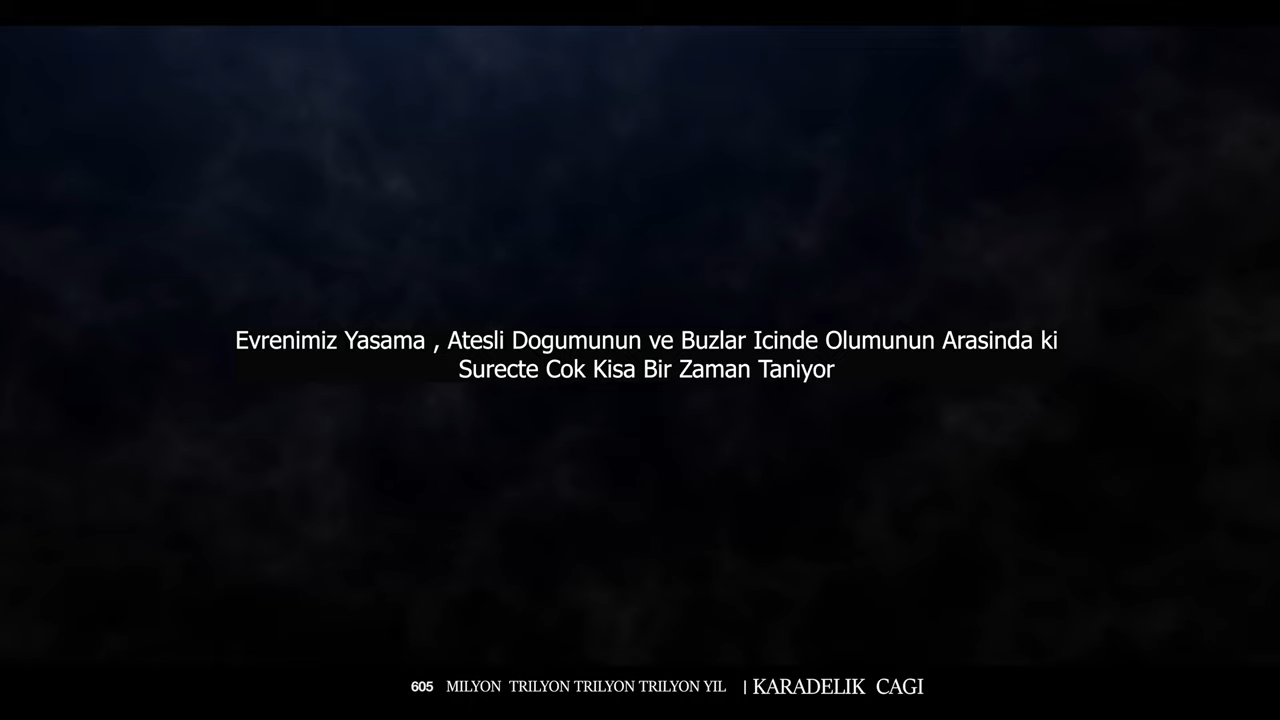 Evrenimiz Yasama , Atesli Dogumunun ve Buzlar Icinde Olumunun Arasinda ki
Surecte Cok Kisa Bir Zaman Taniyor
605 MILYON TRILYON TRILYON TRILYON YIL | KARADELIK CAGI